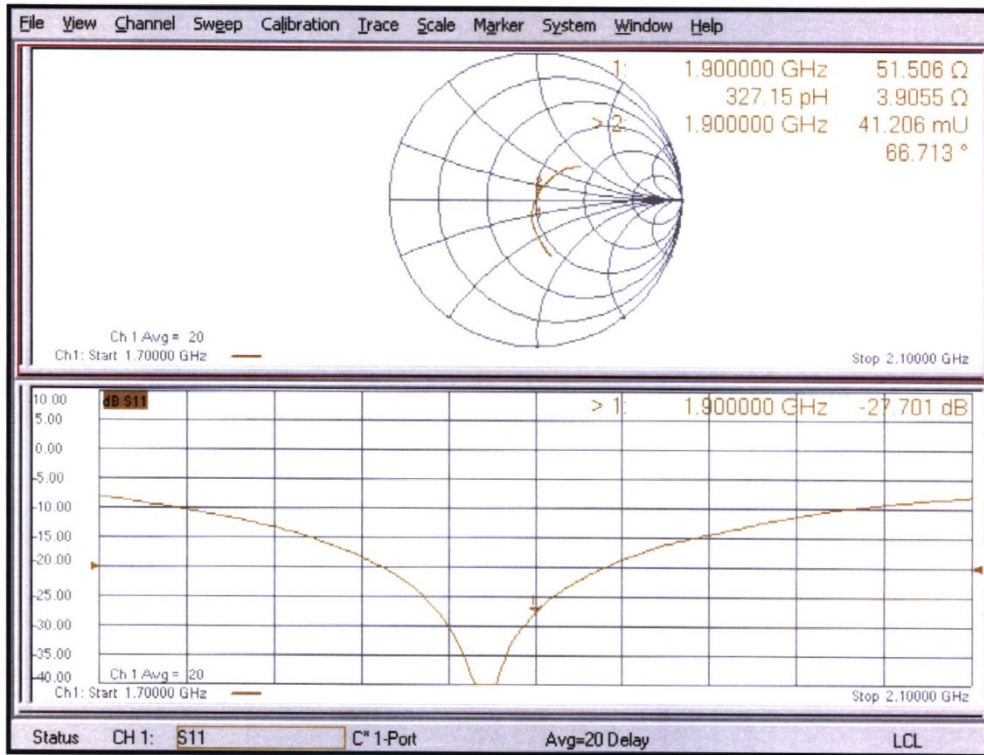 File View Channel Sweep Calibration Trace Scale Marker System Window Help
1: 1.900000 GHz 51.506 Ω
327.15 pH 3.9055 Ω
> 2: 1.900000 GHz 41.206 mU
66.713 °
Ch 1 Avg = 20
Ch1: Start 1.70000 GHz Stop 2.10000 GHz
10.00 dB S11 > 1: 1.900000 GHz -27.701 dB
5.00
0.00
-5.00
-10.00
-15.00
-20.00
-25.00
-30.00
-35.00
-40.00 Ch 1 Avg = 20
Ch1: Start 1.70000 GHz Stop 2.10000 GHz
Status CH 1: S11 C* 1-Port Avg=20 Delay LCL